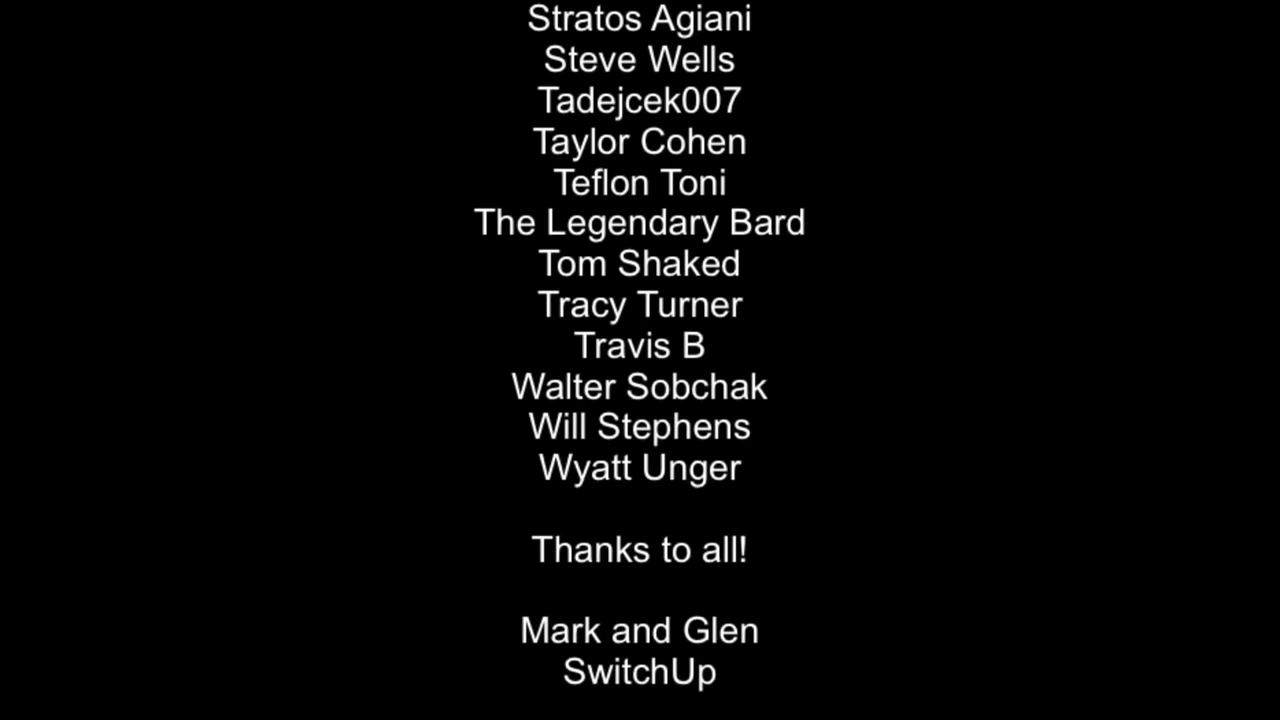 Stratos Agiani
Steve Wells
Tadejcek007
Taylor Cohen
Teflon Toni
The Legendary Bard
Tom Shaked
Tracy Turner
Travis B
Walter Sobchak
Will Stephens
Wyatt Unger
Thanks to all!
Mark and Glen
SwitchUp